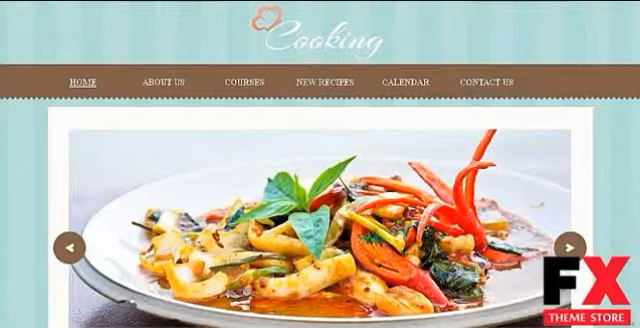 Cooking
HOME ABOUT US COURSES NEW RECIPES CALENDAR CONTACT US
FX
THEME STORE